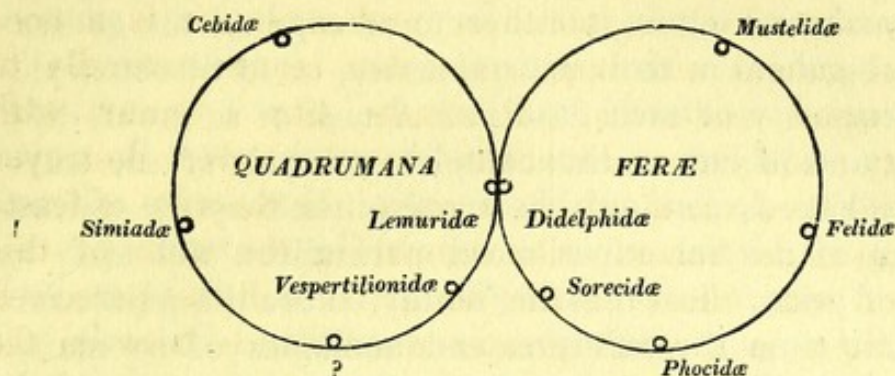 Cebidæ Mustelidæ
QUADRUMANA FERÆ
Lemuridæ Didelphidæ
! Simiadæ Felidæ
Vespertilionidæ Sorecidæ
?
Phocidæ